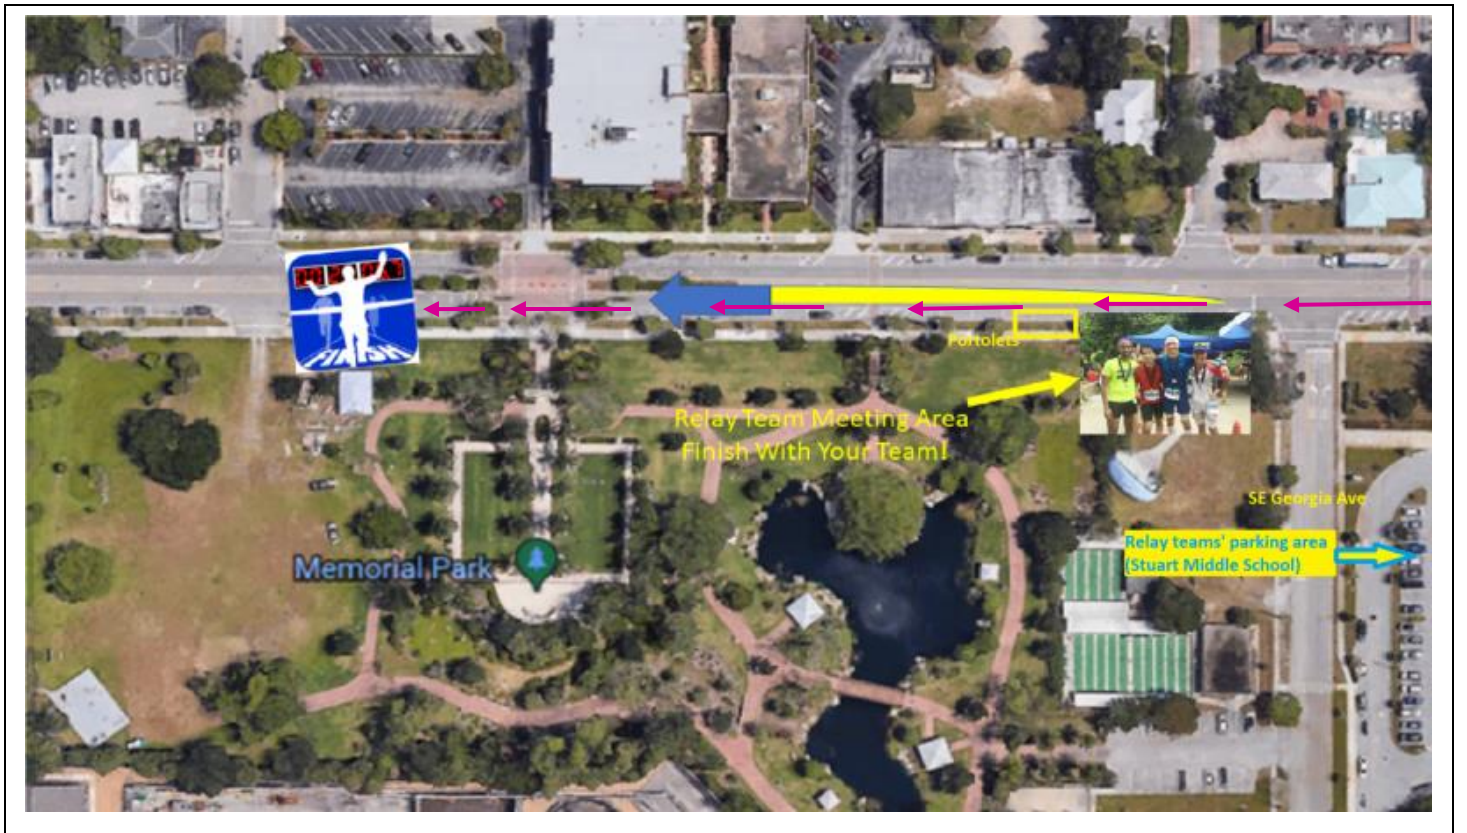 FINISH
Portolets
Relay Team Meeting Area
Finish With Your Team!
SE Georgia Ave
Relay teams' parking area
(Stuart Middle School)
Memorial Park